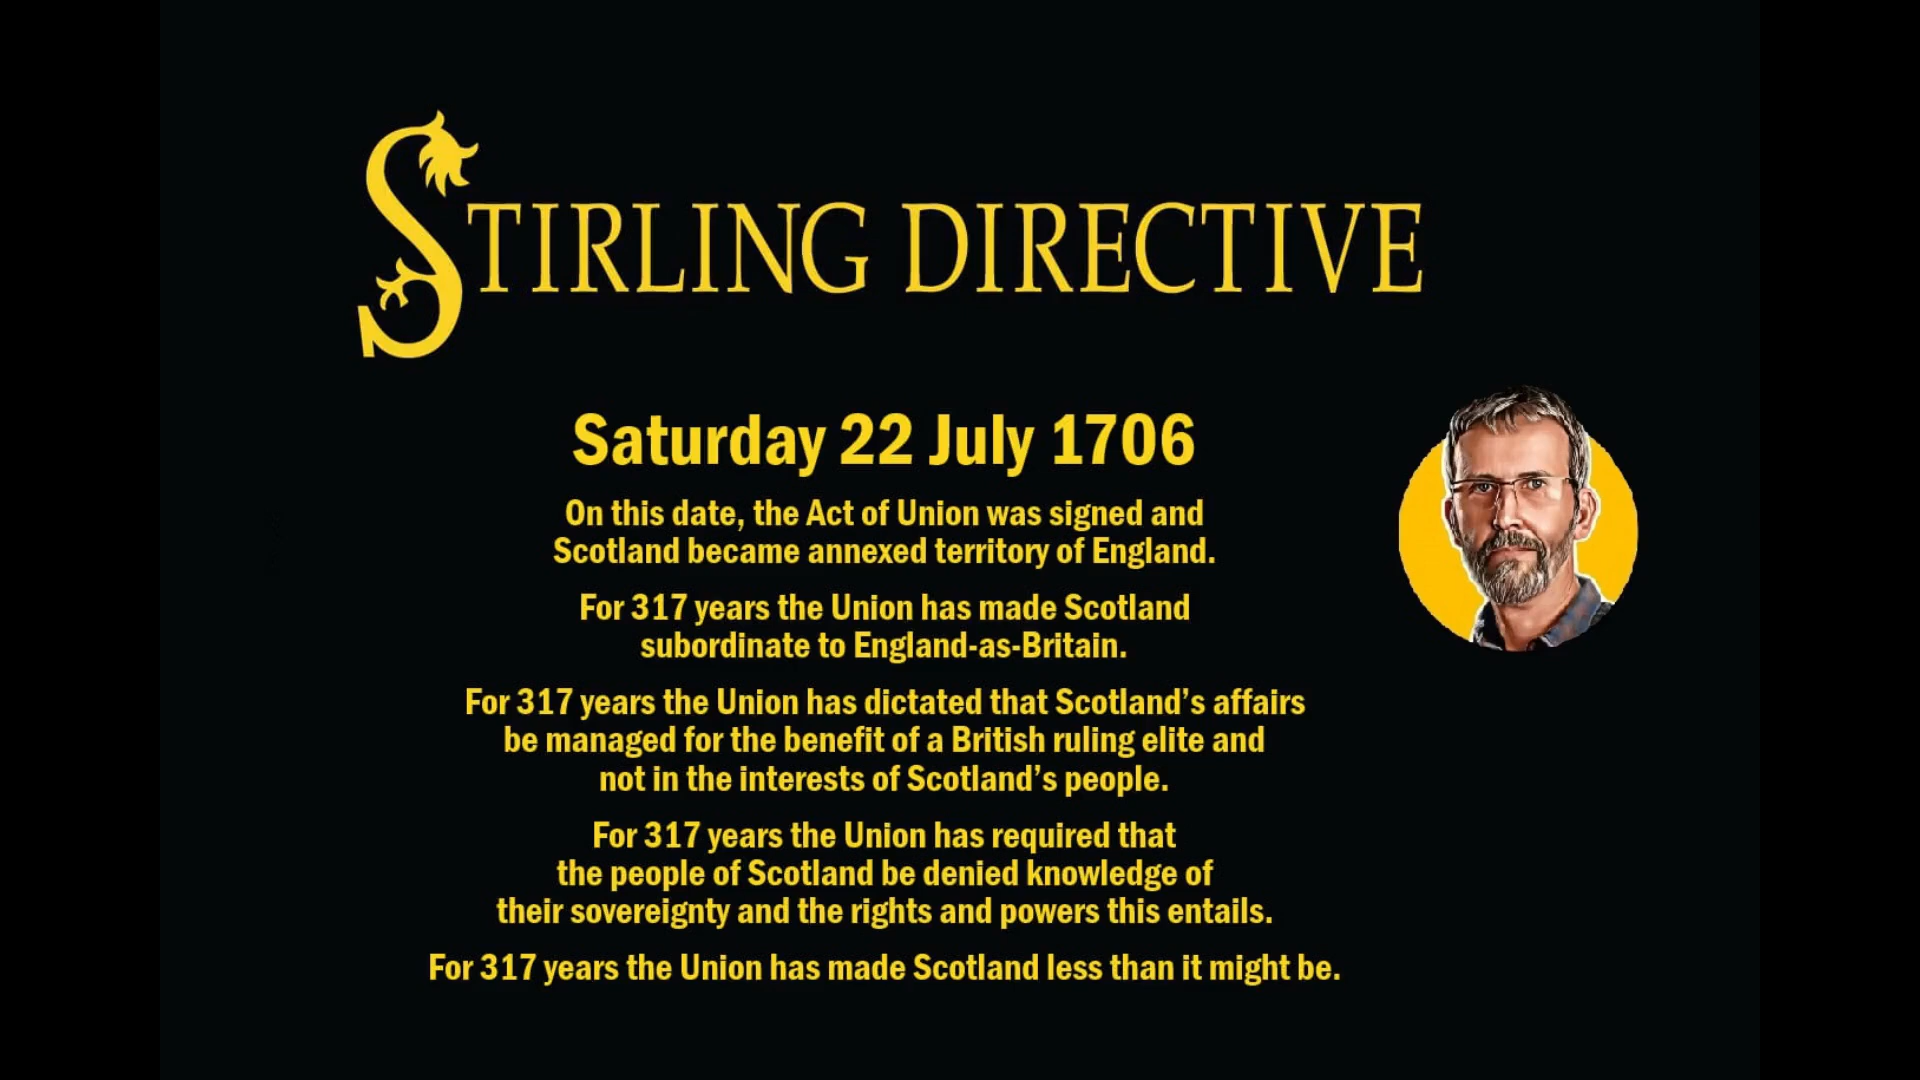 STIRLING DIRECTIVE
Saturday 22 July 1706
On this date, the Act of Union was signed and
Scotland became annexed territory of England.
For 317 years the Union has made Scotland
subordinate to England-as-Britain.
For 317 years the Union has dictated that Scotland’s affairs
be managed for the benefit of a British ruling elite and
not in the interests of Scotland’s people.
For 317 years the Union has required that
the people of Scotland be denied knowledge of
their sovereignty and the rights and powers this entails.
For 317 years the Union has made Scotland less than it might be.